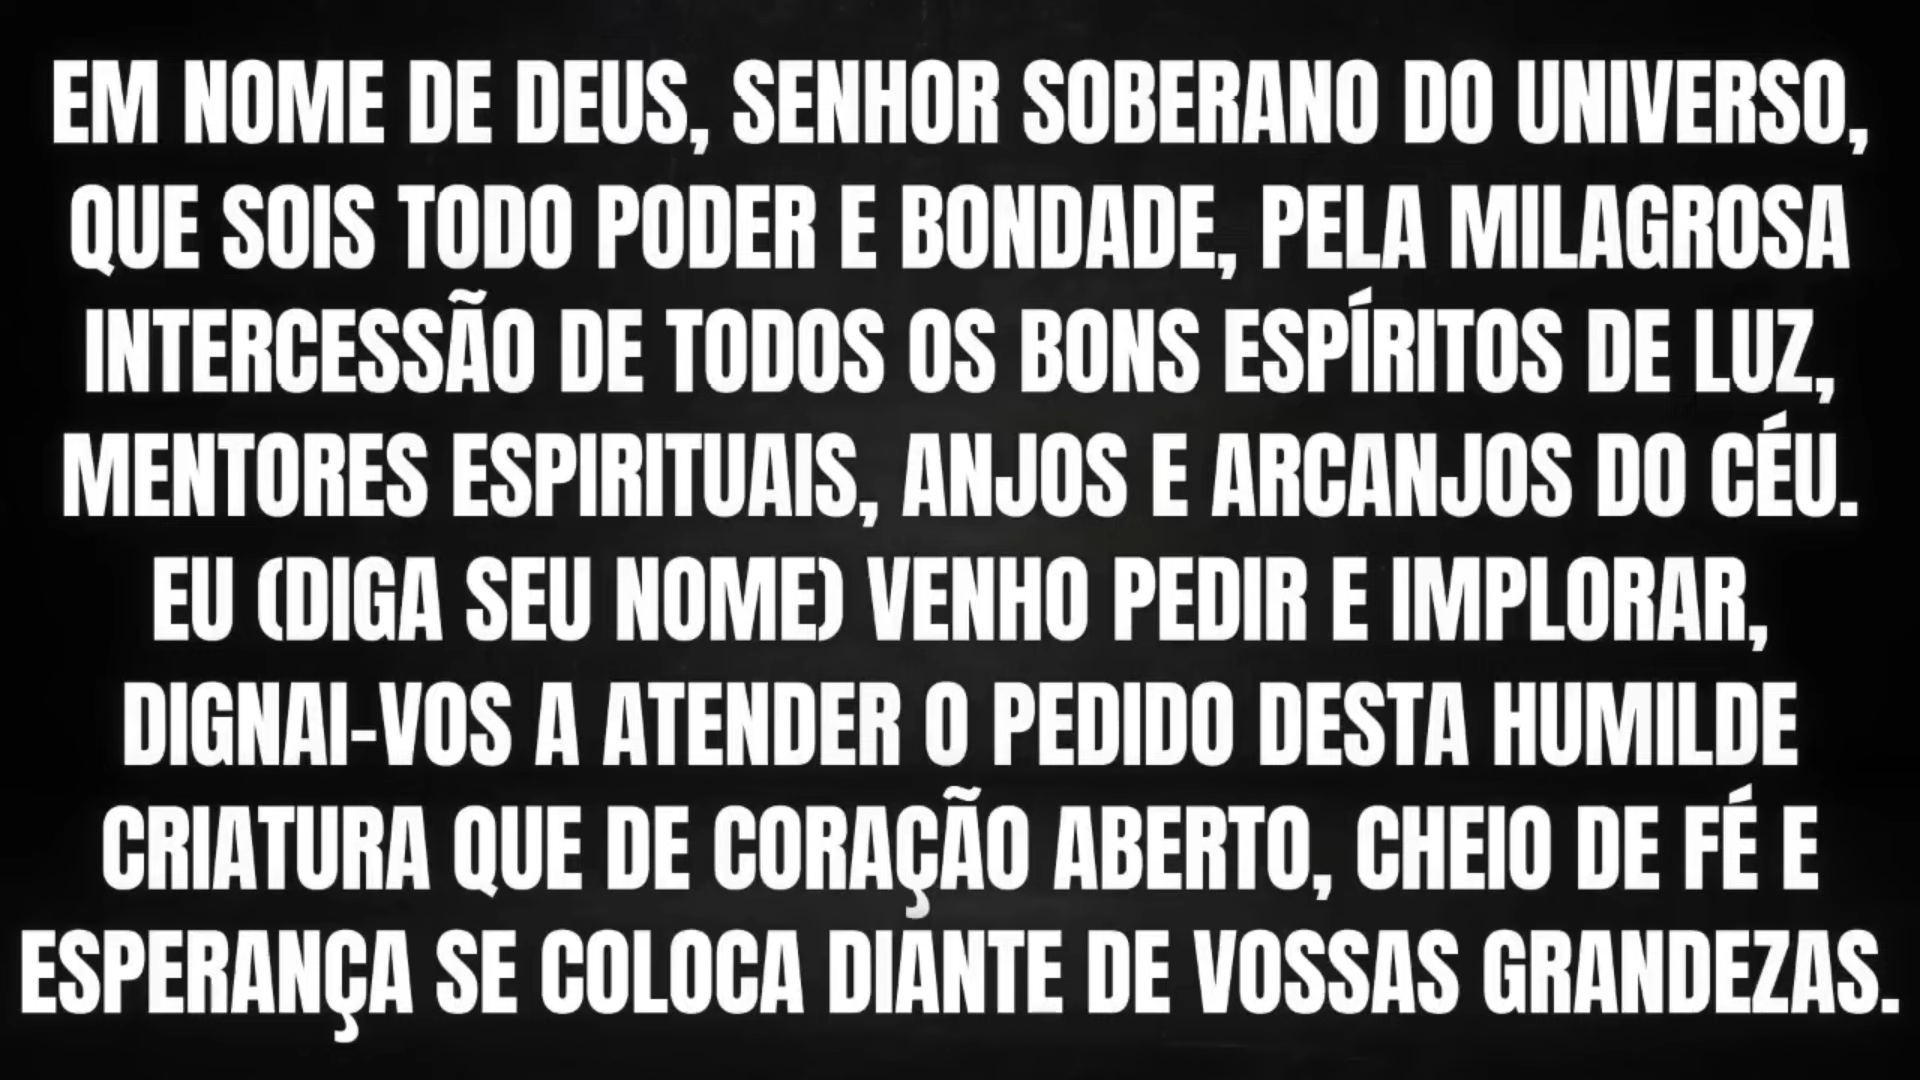 EM NOME DE DEUS, SENHOR SOBERANO DO UNIVERSO,
QUE SOIS TODO PODER E BONDADE, PELA MILAGROSA
INTERCESSÃO DE TODOS OS BONS ESPÍRITOS DE LUZ,
MENTORES ESPIRITUAIS, ANJOS E ARCANJOS DO CÉU.
EU (DIGA SEU NOME) VENHO PEDIR E IMPLORAR,
DIGNAI-VOS A ATENDER O PEDIDO DESTA HUMILDE
CRIATURA QUE DE CORAÇÃO ABERTO, CHEIO DE FÉ E
ESPERANÇA SE COLOCA DIANTE DE VOSSAS GRANDEZAS.